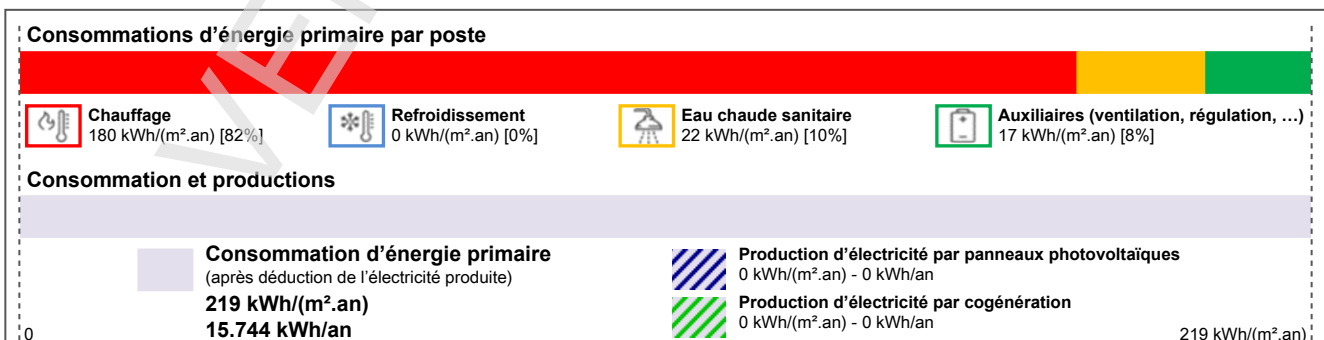 Consommations d'énergie primaire par poste
Chauffage
180 kWh/(m².an) [82%]
Refroidissement
0 kWh/(m².an) [0%]
Eau chaude sanitaire
22 kWh/(m².an) [10%]
Auxiliaires (ventilation, régulation, …)
17 kWh/(m².an) [8%]
Consommation et productions
Consommation d'énergie primaire
(après déduction de l'électricité produite)
219 kWh/(m².an)
15.744 kWh/an
Production d'électricité par panneaux photovoltaïques
0 kWh/(m².an) - 0 kWh/an
Production d'électricité par cogénération
0 kWh/(m².an) - 0 kWh/an
0
219 kWh/(m².an)